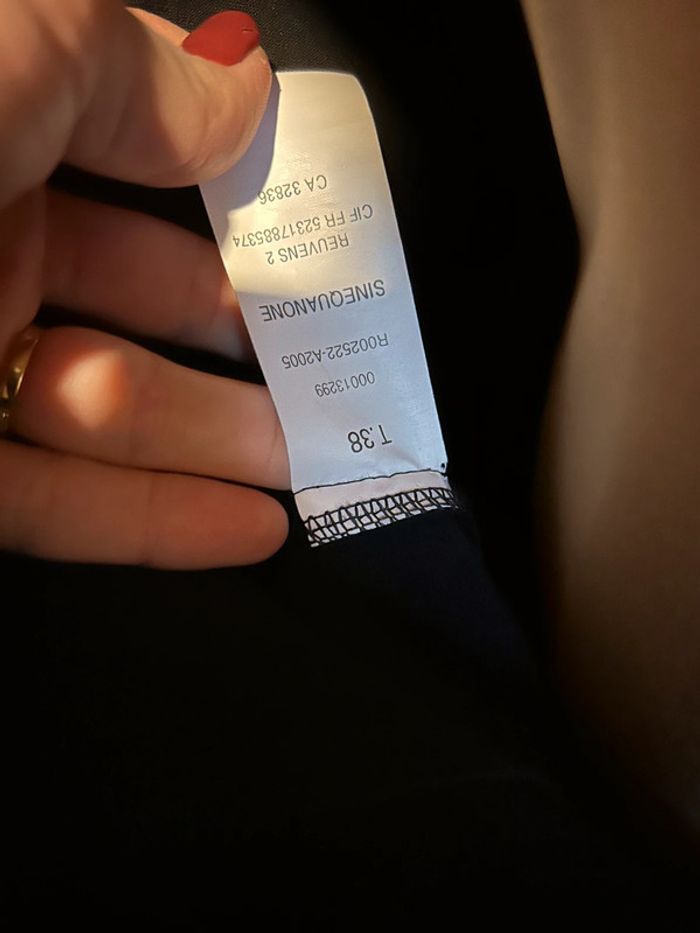 T.38
00013299
R002522-A2005
SINEQUANONE
REUVENS 2
CIF FR 52317885374
CA 32836